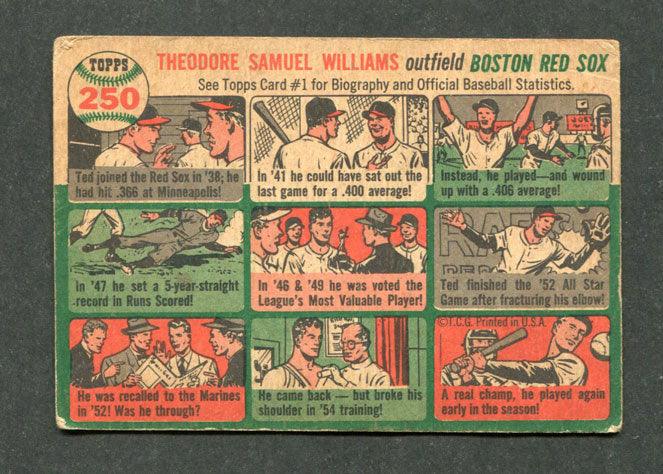 TOPPS
250
THEODORE SAMUEL WILLIAMS outfield BOSTON RED SOX
See Topps Card #1 for Biography and Official Baseball Statistics.
Ted joined the Red Sox in '38; he
had hit .366 at Minneapolis!
In '41 he could have sat out the
last game for a .400 average!
Instead, he played—and wound
up with a .406 average!
In '47 he set a 5-year-straight
record in Runs Scored!
In '46 & '49 he was voted the
League's Most Valuable Player!
Ted finished the '52 All Star
Game after fracturing his elbow!
He was recalled to the Marines
in '52! Was he through?
He came back — but broke his
shoulder in '54 training!
©T.C.G. Printed in U.S.A.
A real champ, he played again
early in the season!